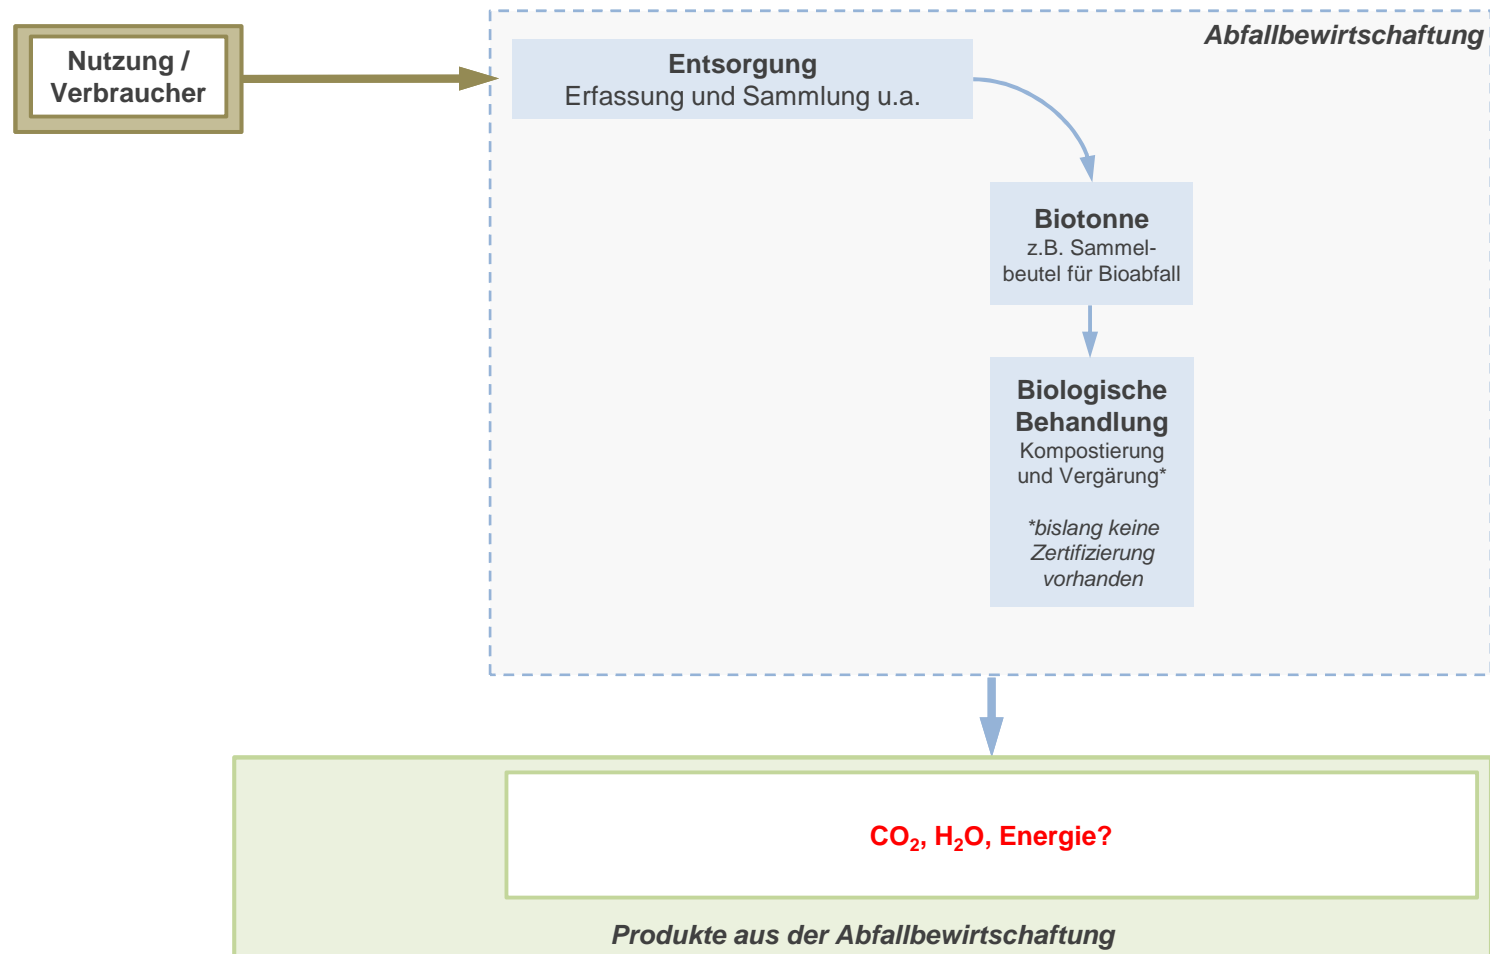 Abfallbewirtschaftung
Nutzung /
Verbraucher
Entsorgung
Erfassung und Sammlung u.a.
Biotonne
z.B. Sammel-
beutel für Bioabfall
Biologische
Behandlung
Kompostierung
und Vergärung*
*bislang keine
Zertifizierung
vorhanden
CO₂, H₂O, Energie?
Produkte aus der Abfallbewirtschaftung